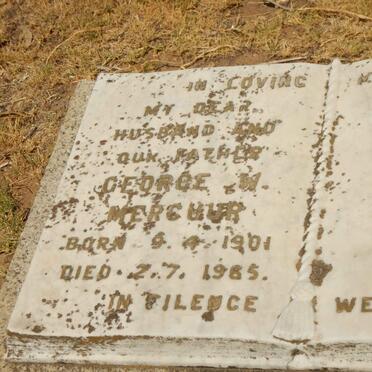 IN LOVING M
MY DEAR
HUSBAND AND
OUR FATHER
GEORGE W.
MERCUUR
BORN 9. 4. 1901
DIED 2. 7. 1965.
IN SILENCE WE